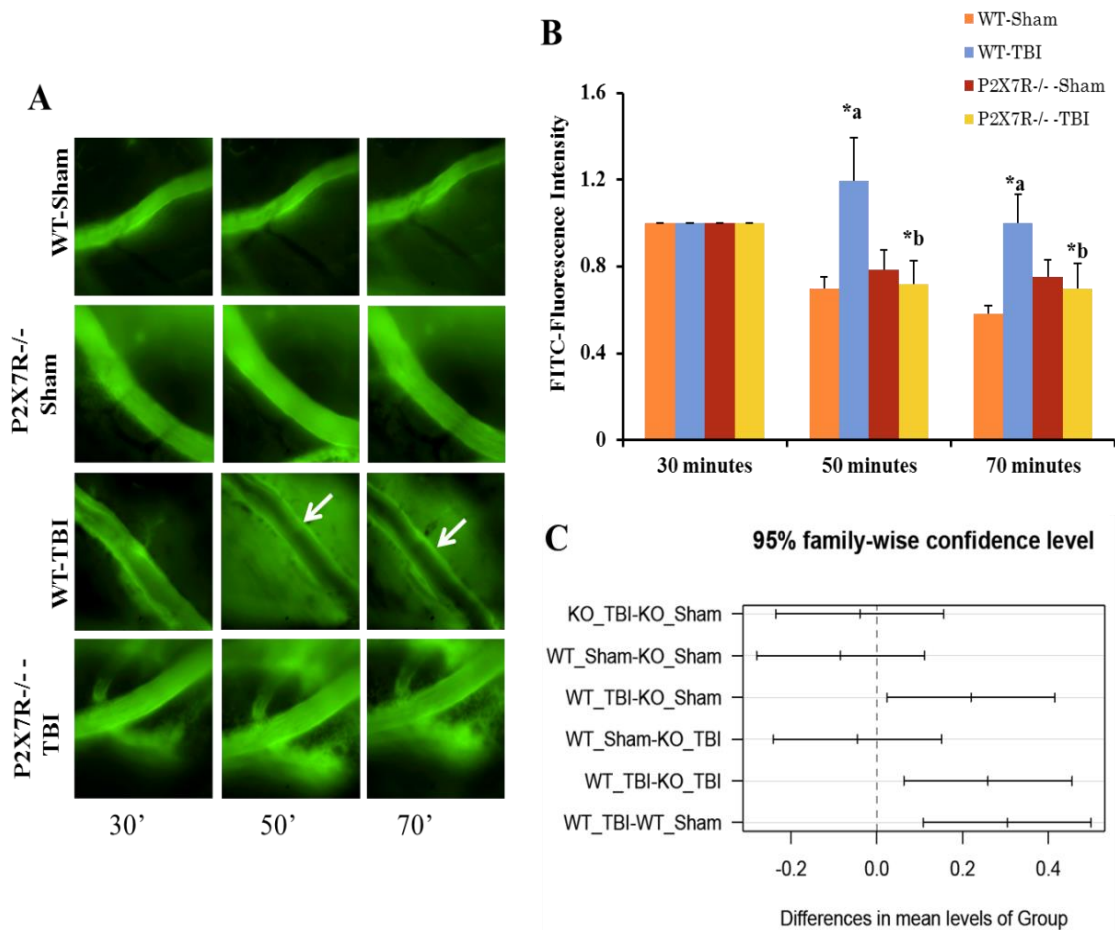 A
WT-Sham
P2X7R-/-
Sham
WT-TBI
P2X7R-/- -
TBI
30’
50’
70’
B
WT-Sham
WT-TBI
P2X7R-/- -Sham
P2X7R-/- -TBI
FITC-Fluorescence Intensity
1.6
1.2
0.8
0.4
0
*a
*b
*a
*b
30 minutes
50 minutes
70 minutes
C
95% family-wise confidence level
KO_TBI-KO_Sham
WT_Sham-KO_Sham
WT_TBI-KO_Sham
WT_Sham-KO_TBI
WT_TBI-KO_TBI
WT_TBI-WT_Sham
-0.2
0.0
0.2
0.4
Differences in mean levels of Group